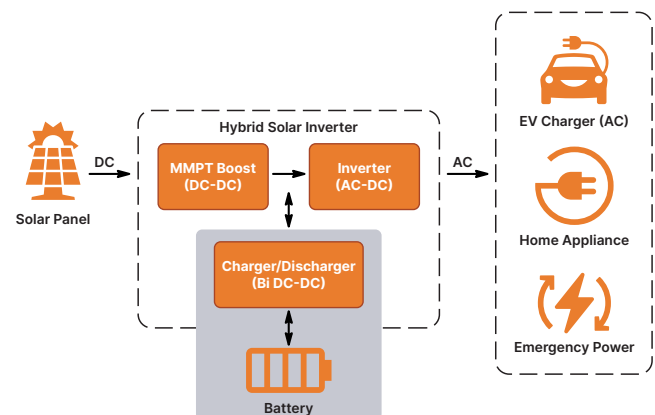 Solar Panel
DC
Hybrid Solar Inverter
MMPT Boost
(DC-DC)
Inverter
(AC-DC)
Charger/Discharger
(Bi DC-DC)
Battery
AC
EV Charger (AC)
Home Appliance
Emergency Power